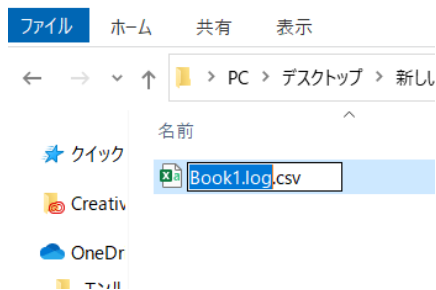 ファイル ホーム 共有 表示
PC > デスクトップ > 新し
名前
クイック
Book1.log.csv
Creativ
OneDr